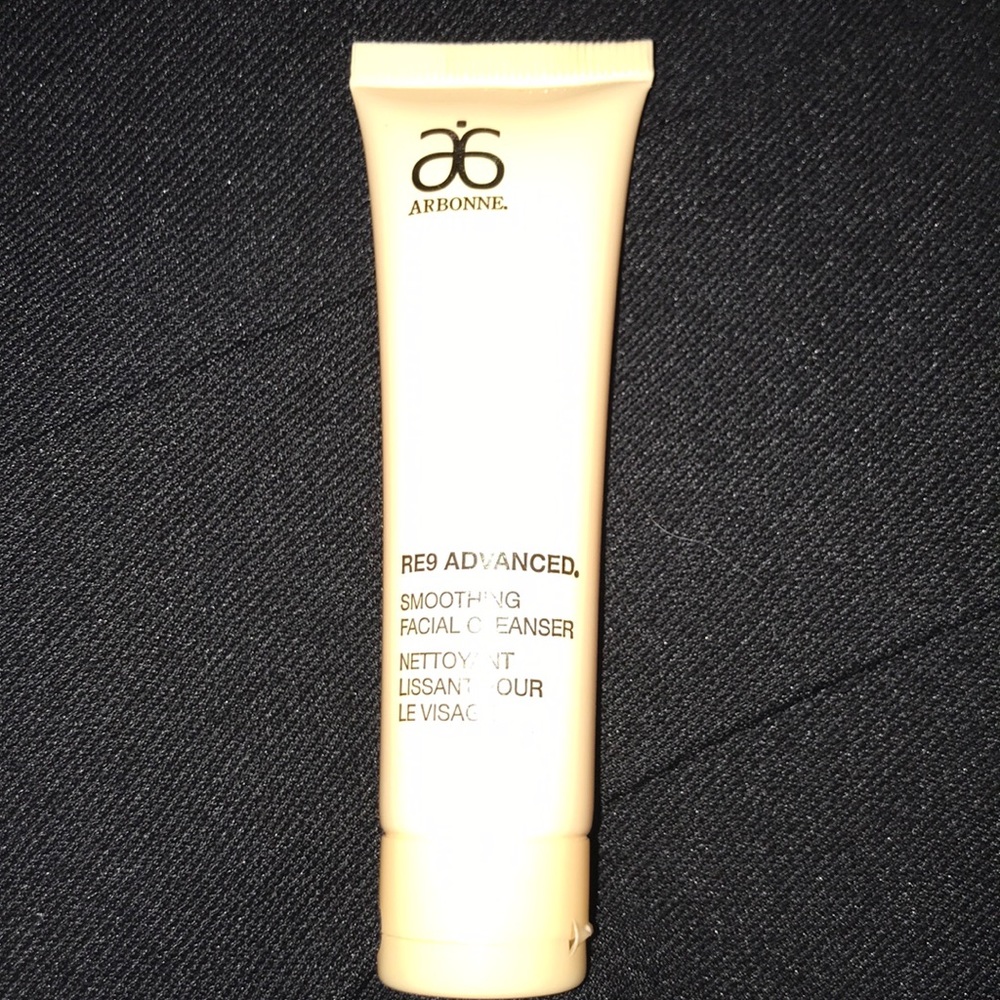 ARBONNE.
RE9 ADVANCED.
SMOOTHING
FACIAL CLEANSER
NETTOYANT
LISSANT POUR
LE VISAGE